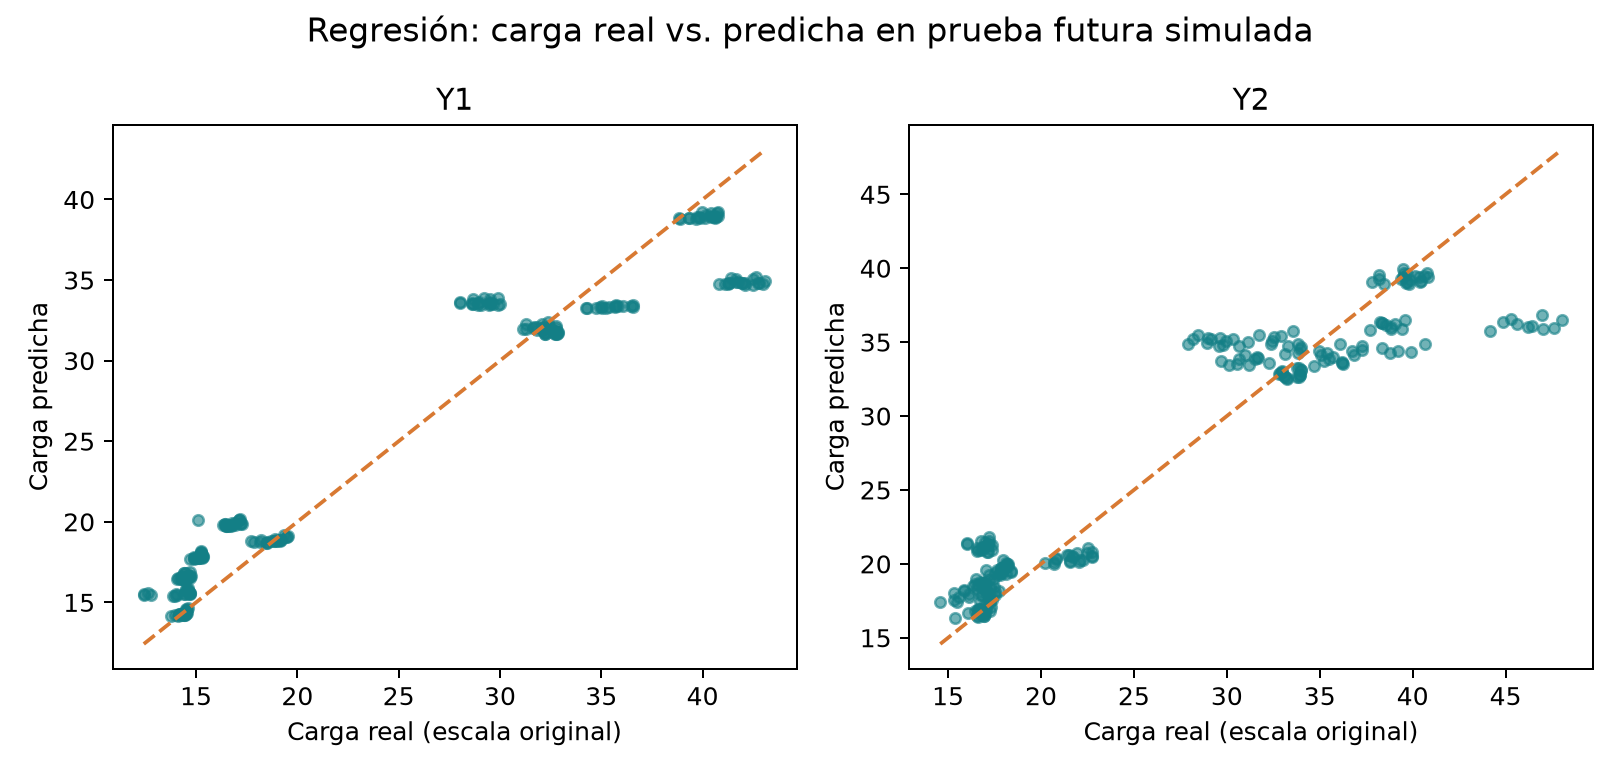 Regresión: carga real vs. predicha en prueba futura simulada
Y1
Carga predicha
40
35
30
25
20
15
15 20 25 30 35 40
Carga real (escala original)
Y2
Carga predicha
45
40
35
30
25
20
15
15 20 25 30 35 40 45
Carga real (escala original)